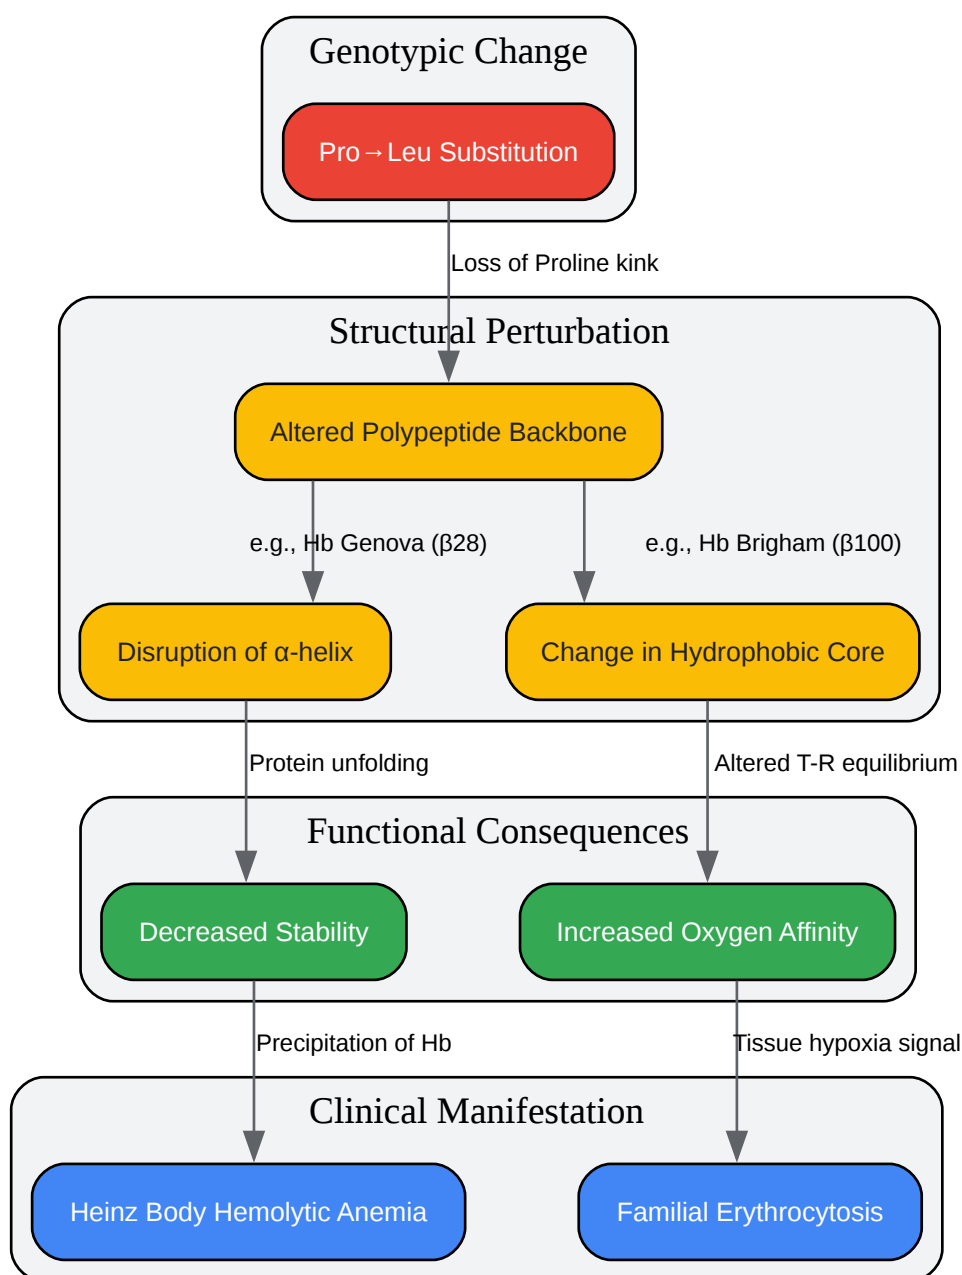 Genotypic Change
Pro→Leu Substitution
Loss of Proline kink
Structural Perturbation
Altered Polypeptide Backbone
e.g., Hb Genova (β28)
e.g., Hb Brigham (β100)
Disruption of α-helix
Change in Hydrophobic Core
Protein unfolding
Altered T-R equilibrium
Functional Consequences
Decreased Stability
Increased Oxygen Affinity
Precipitation of Hb
Tissue hypoxia signal
Clinical Manifestation
Heinz Body Hemolytic Anemia
Familial Erythrocytosis